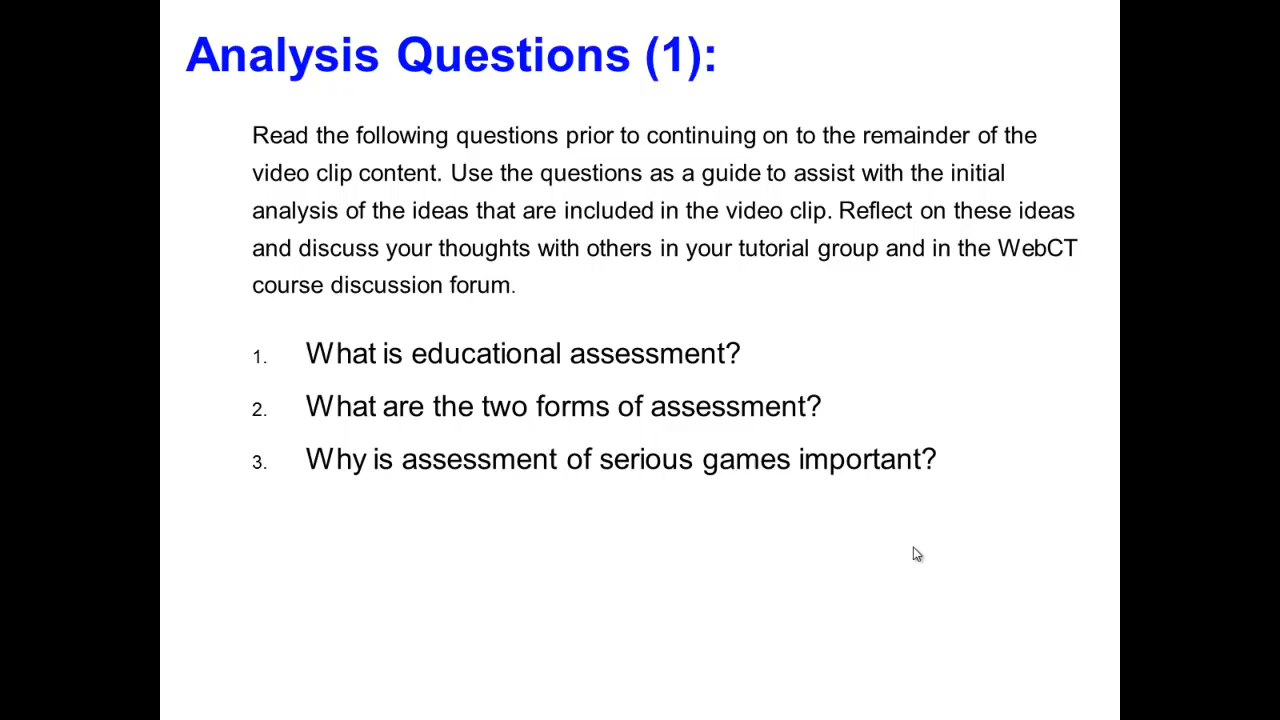 Analysis Questions (1):
Read the following questions prior to continuing on to the remainder of the
video clip content. Use the questions as a guide to assist with the initial
analysis of the ideas that are included in the video clip. Reflect on these ideas
and discuss your thoughts with others in your tutorial group and in the WebCT
course discussion forum.
1. What is educational assessment?
2. What are the two forms of assessment?
3. Why is assessment of serious games important?